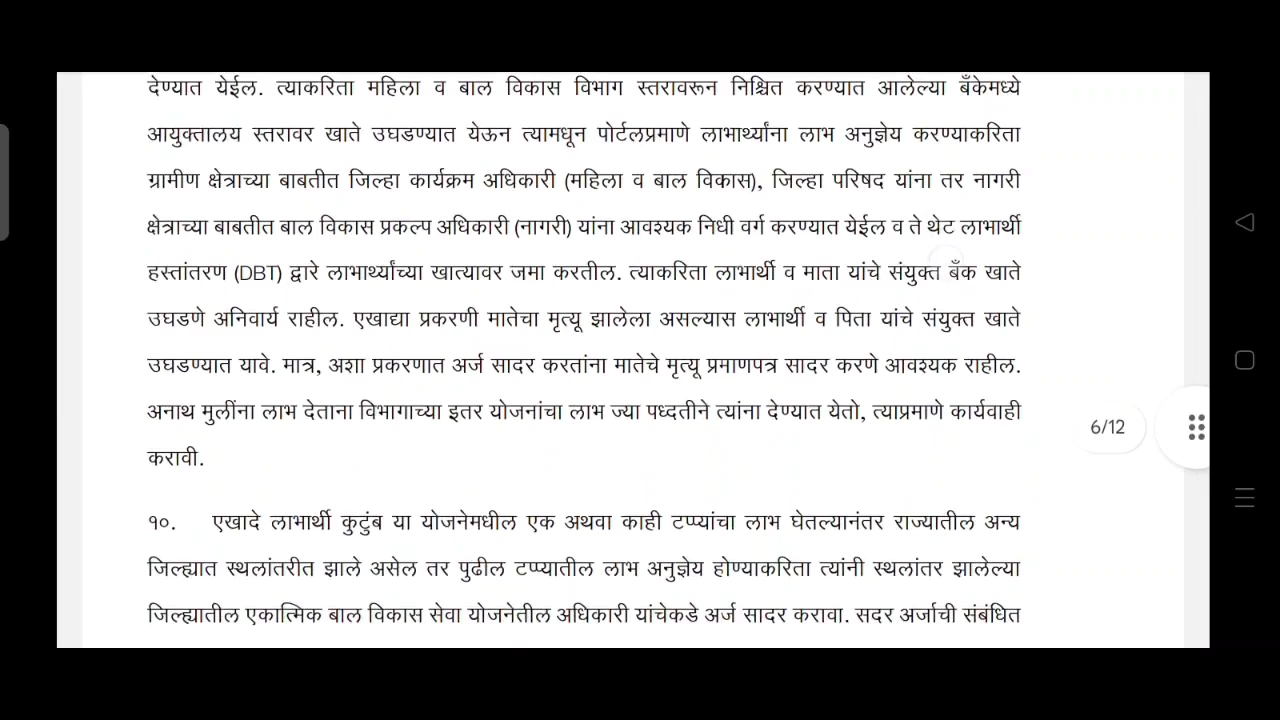 देण्यात येईल. त्याकरिता महिला व बाल विकास विभाग स्तरावरून निश्चित करण्यात आलेल्या बँकेमध्ये
आयुक्तालय स्तरावर खाते उघडण्यात येऊन त्यामधून पोर्टलप्रमाणे लाभार्थ्यांना लाभ अनुज्ञेय करण्याकरिता
ग्रामीण क्षेत्राच्या बाबतीत जिल्हा कार्यक्रम अधिकारी (महिला व बाल विकास), जिल्हा परिषद यांना तर नागरी
क्षेत्राच्या बाबतीत बाल विकास प्रकल्प अधिकारी (नागरी) यांना आवश्यक निधी वर्ग करण्यात येईल व ते थेट लाभार्थी
हस्तांतरण (DBT) द्वारे लाभार्थ्यांच्या खात्यावर जमा करतील. त्याकरिता लाभार्थी व माता यांचे संयुक्त बँक खाते
उघडणे अनिवार्य राहील. एखाद्या प्रकरणी मातेचा मृत्यू झालेला असल्यास लाभार्थी व पिता यांचे संयुक्त खाते
उघडण्यात यावे. मात्र, अशा प्रकरणात अर्ज सादर करतांना मातेचे मृत्यू प्रमाणपत्र सादर करणे आवश्यक राहील.
अनाथ मुलींना लाभ देताना विभागाच्या इतर योजनांचा लाभ ज्या पध्दतीने त्यांना देण्यात येतो, त्याप्रमाणे कार्यवाही
करावी.
6/12
१०. एखादे लाभार्थी कुटुंब या योजनेमधील एक अथवा काही टप्प्यांचा लाभ घेतल्यानंतर राज्यातील अन्य
जिल्ह्यात स्थलांतरीत झाले असेल तर पुढील टप्प्यातील लाभ अनुज्ञेय होण्याकरिता त्यांनी स्थलांतर झालेल्या
जिल्ह्यातील एकात्मिक बाल विकास सेवा योजनेतील अधिकारी यांचेकडे अर्ज सादर करावा. सदर अर्जाची संबंधित